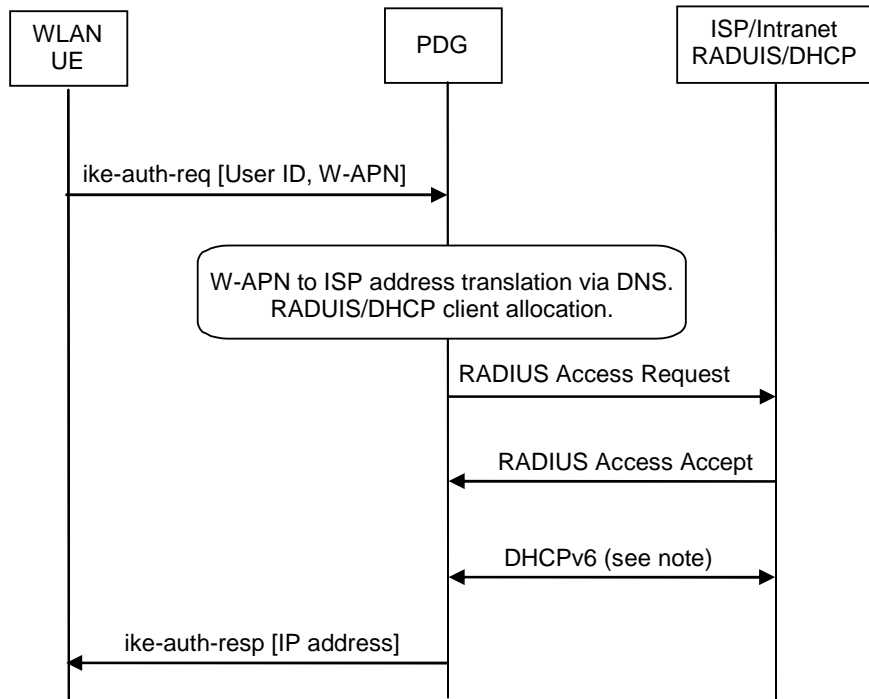 WLAN
UE
PDG
ISP/Intranet
RADUIS/DHCP
ike-auth-req [User ID, W-APN]
W-APN to ISP address translation via DNS.
RADUIS/DHCP client allocation.
RADIUS Access Request
RADIUS Access Accept
DHCPv6 (see note)
ike-auth-resp [IP address]